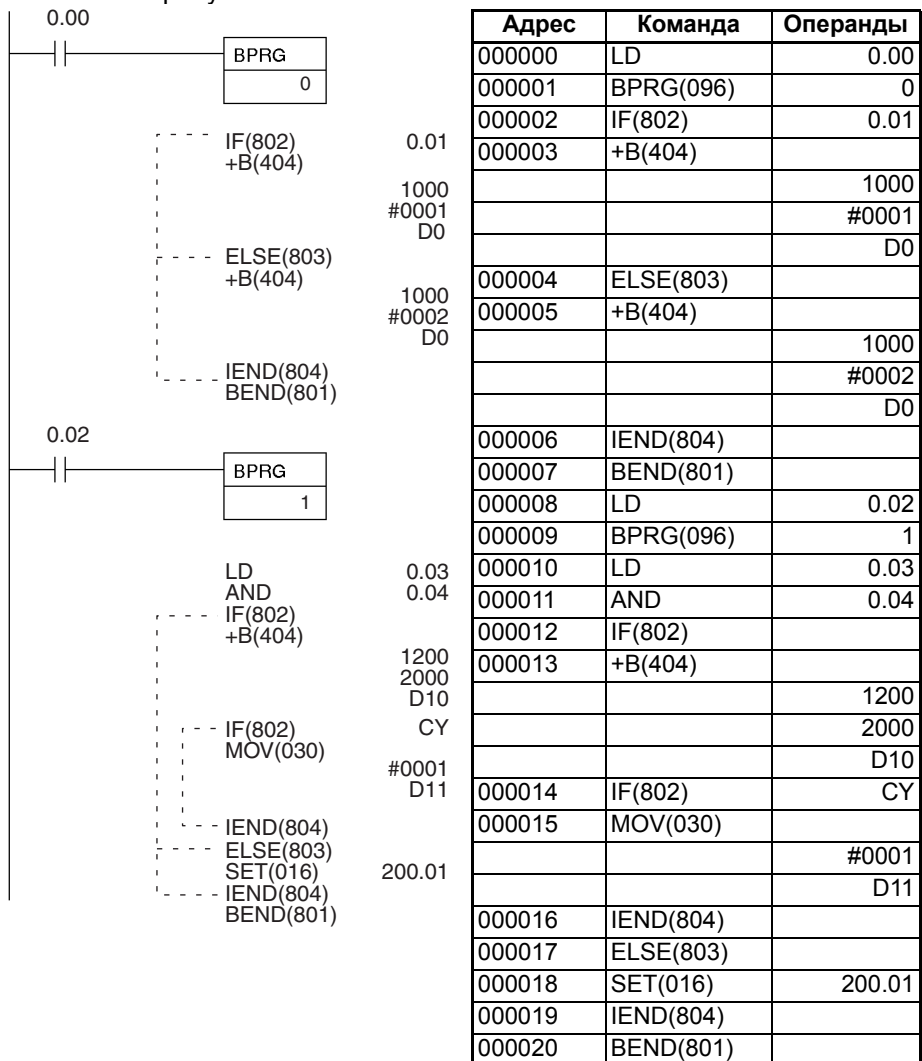 0.00
BPRG
0
IF(802) 0.01
+B(404)
1000
#0001
D0
ELSE(803)
+B(404)
1000
#0002
D0
IEND(804)
BEND(801)
0.02
BPRG
1
LD 0.03
AND 0.04
IF(802)
+B(404)
1200
2000
D10
IF(802) CY
MOV(030)
#0001
D11
IEND(804)
ELSE(803)
SET(016) 200.01
IEND(804)
BEND(801)
Адрес Команда Операнды
000000 LD 0.00
000001 BPRG(096) 0
000002 IF(802) 0.01
000003 +B(404)
1000
#0001
D0
000004 ELSE(803)
000005 +B(404)
1000
#0002
D0
000006 IEND(804)
000007 BEND(801)
000008 LD 0.02
000009 BPRG(096) 1
000010 LD 0.03
000011 AND 0.04
000012 IF(802)
000013 +B(404)
1200
2000
D10
000014 IF(802) CY
000015 MOV(030)
#0001
D11
000016 IEND(804)
000017 ELSE(803)
000018 SET(016) 200.01
000019 IEND(804)
000020 BEND(801)